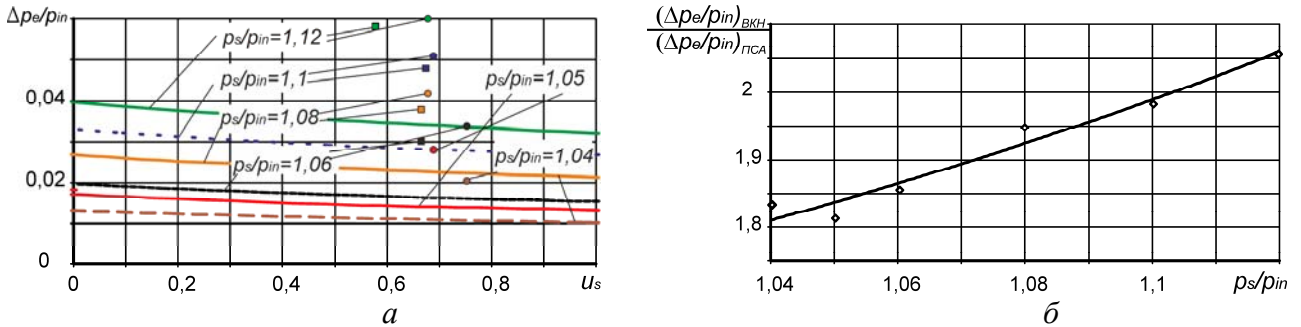 Δpe/pin
ps/pin=1,12
ps/pin=1,1
ps/pin=1,05
0,04
ps/pin=1,08
ps/pin=1,06
ps/pin=1,04
0,02
0
0 0,2 0,4 0,6 0,8 us
а
(Δpe/pin)ВКН
(Δpe/pin)ПСА
2
1,9
1,8
1,04 1,06 1,08 1,1 ps/pin
б